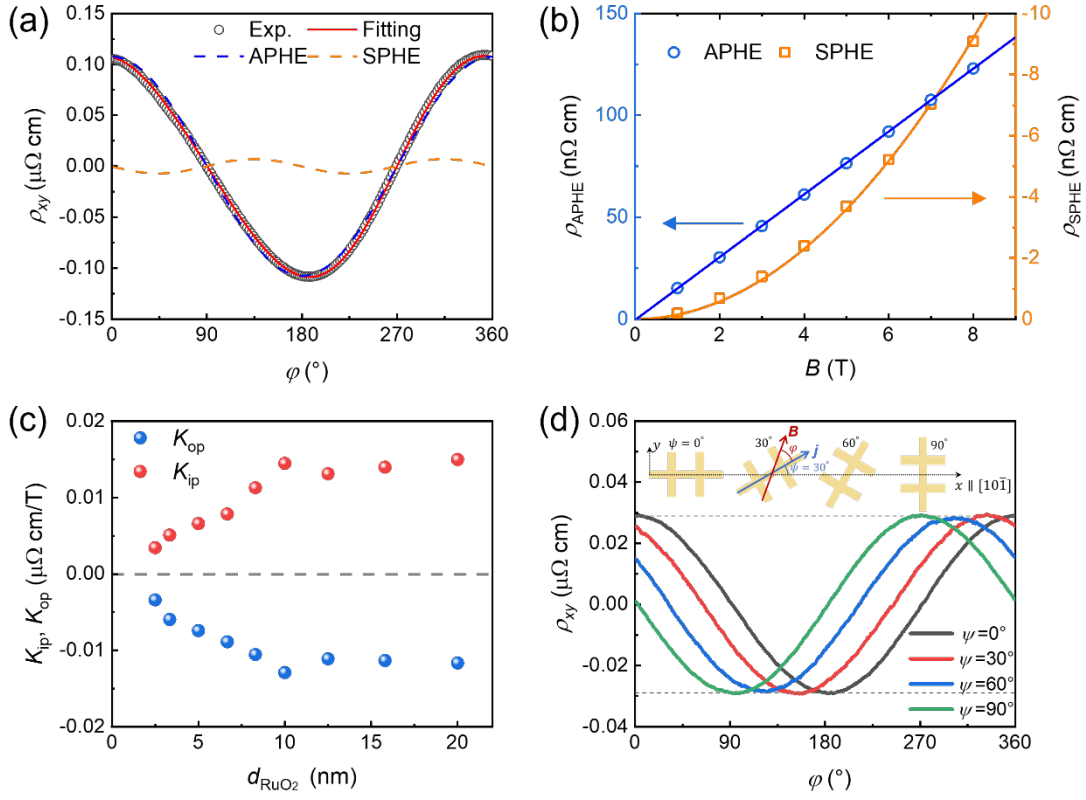 (a)
Exp. Fitting
APHE SPHE
0.15
0.10
0.05
0.00
-0.05
-0.10
-0.15
ρxy (μΩ cm)
0 90 180 270 360
φ (°)
(b)
APHE SPHE
150
100
50
0
ρAPHE (nΩ cm)
-10
-8
-6
-4
-2
0
ρSPHE (nΩ cm)
0 2 4 6 8
B (T)
(c)
Kop
Kip
0.02
0.01
0.00
-0.01
-0.02
Kip, Kop (μΩ cm/T)
0 5 10 15 20
dRuO2 (nm)
(d)
y ψ = 0° 30° B φ j ψ = 30° 60° 90°
x ∥ [101̄]
0.06
0.04
0.02
0.00
-0.02
-0.04
ρxy (μΩ cm)
ψ=0°
ψ=30°
ψ=60°
ψ=90°
0 90 180 270 360
φ (°)